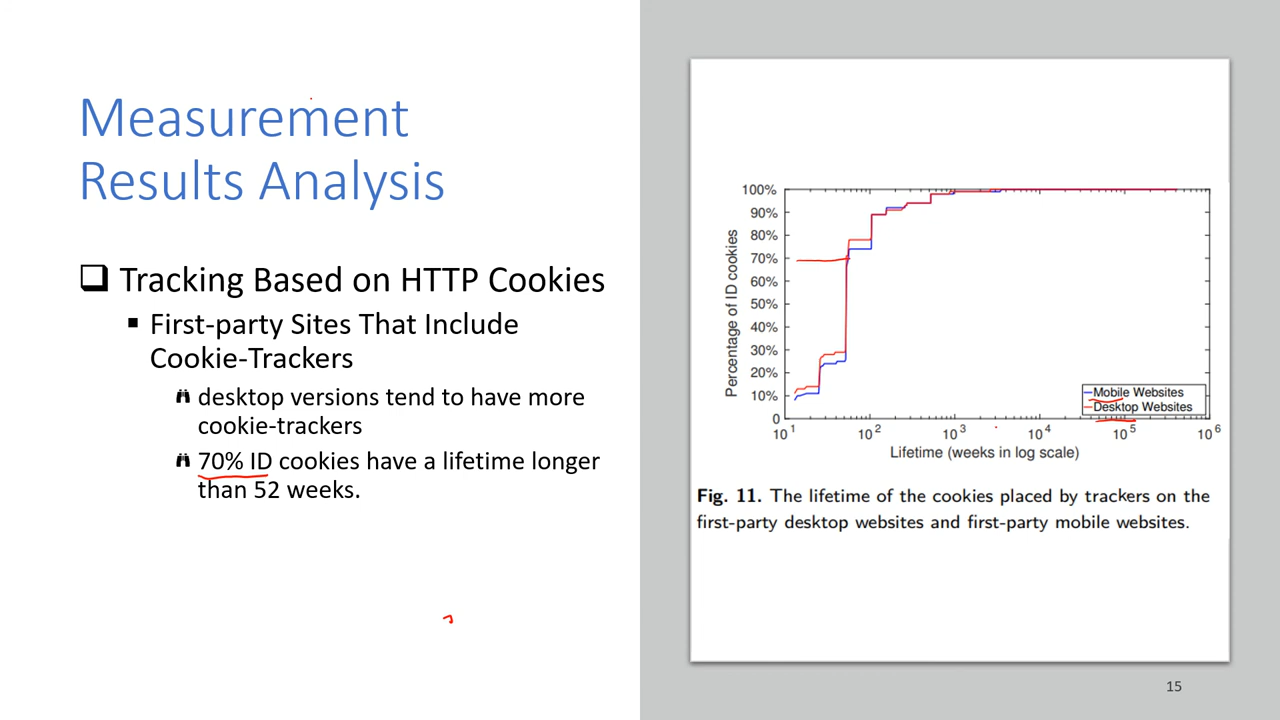 Measurement
Results Analysis
Tracking Based on HTTP Cookies
First-party Sites That Include
Cookie-Trackers
desktop versions tend to have more
cookie-trackers
70% ID cookies have a lifetime longer
than 52 weeks.
100%
90%
80%
70%
60%
50%
40%
30%
20%
10%
0
Percentage of ID cookies
Mobile Websites
Desktop Websites
10^1 10^2 10^3 10^4 10^5 10^6
Lifetime (weeks in log scale)
Fig. 11. The lifetime of the cookies placed by trackers on the
first-party desktop websites and first-party mobile websites.
15